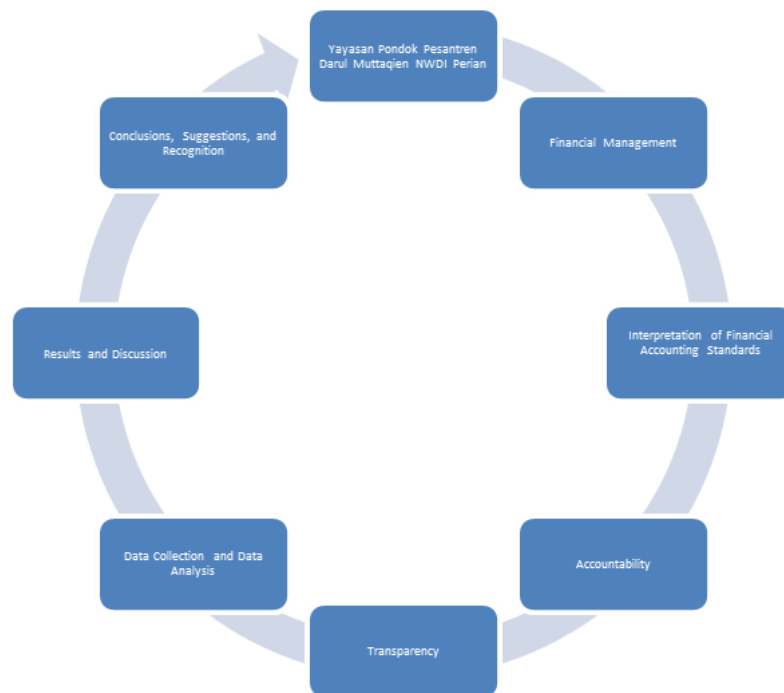 Yayasan Pondok Pesantren
Darul Muttaqien NWDI Perian
Financial Management
Interpretation of Financial
Accounting Standards
Accountability
Transparency
Data Collection and Data
Analysis
Results and Discussion
Conclusions, Suggestions, and
Recognition